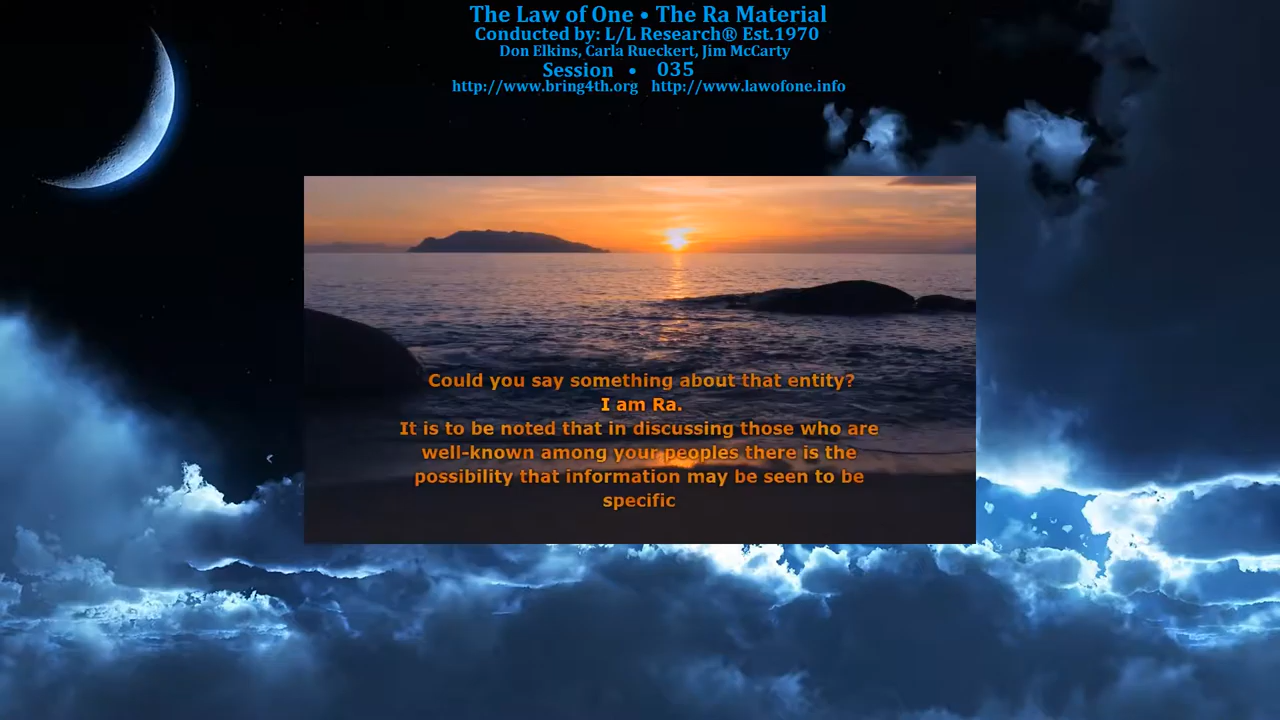 The Law of One • The Ra Material
Conducted by: L/L Research® Est.1970
Don Elkins, Carla Rueckert, Jim McCarty
Session • 035
http://www.bring4th.org http://www.lawofone.info
Could you say something about that entity?
I am Ra.
It is to be noted that in discussing those who are
well-known among your peoples there is the
possibility that information may be seen to be
specific